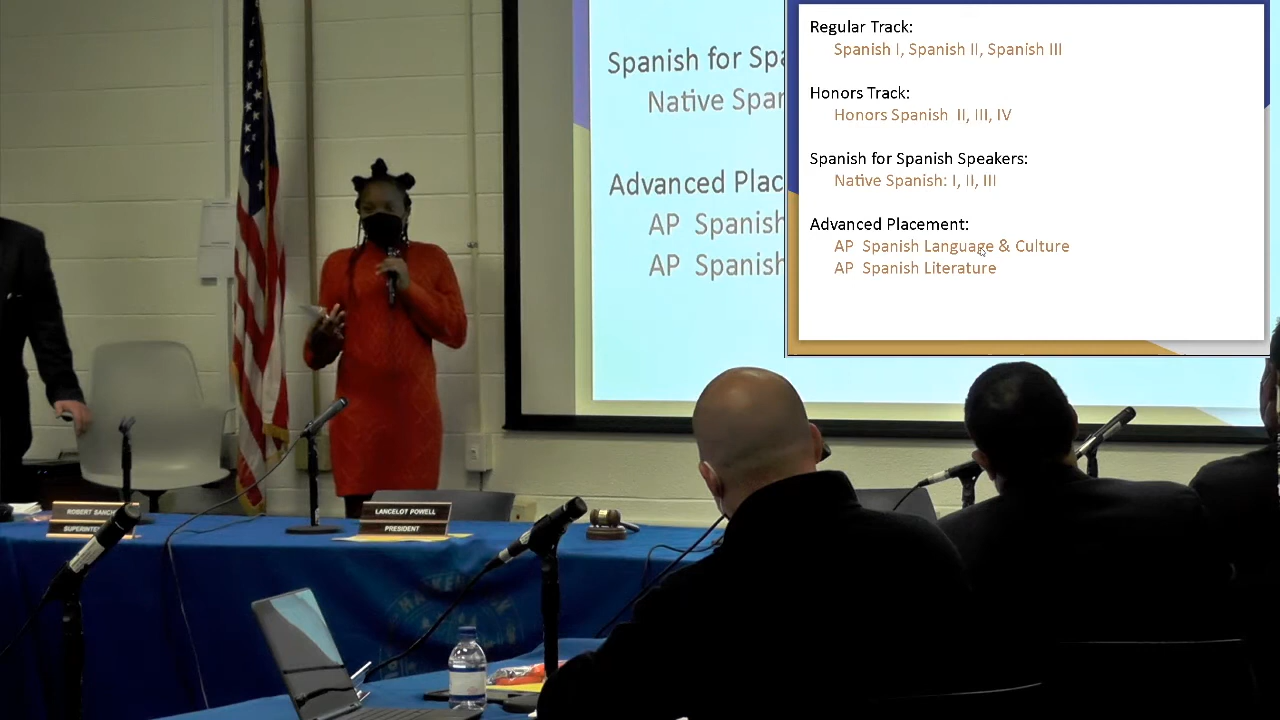 Regular Track:
Spanish I, Spanish II, Spanish III
Honors Track:
Honors Spanish II, III, IV
Spanish for Spanish Speakers:
Native Spanish: I, II, III
Advanced Placement:
AP Spanish Language & Culture
AP Spanish Literature
Spanish for Spa
Native Spar
Advanced Plac
AP Spanish
AP Spanish
ROBERT SANCH
SUPERINTE
LANCELOT POWELL
PRESIDENT